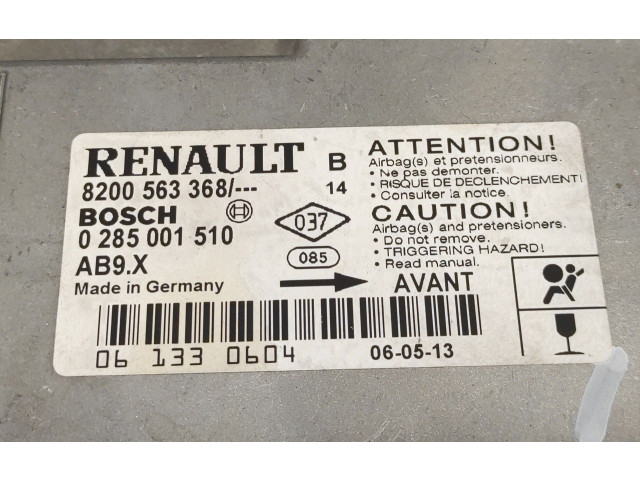 RENAULT B
8200 563 368/--- 14
BOSCH
0 285 001 510
AB9.X
Made in Germany
037
085
AVANT
ATTENTION!
Airbag(s) et pretensionneurs.
• Ne pas demonter.
• RISQUE DE DECLENCHEMENT!
• Consulter la notice.
CAUTION!
Airbag(s) and pretensioners.
• Do not remove.
• TRIGGERING HAZARD!
• Read manual.
06 133 0604
06-05-13